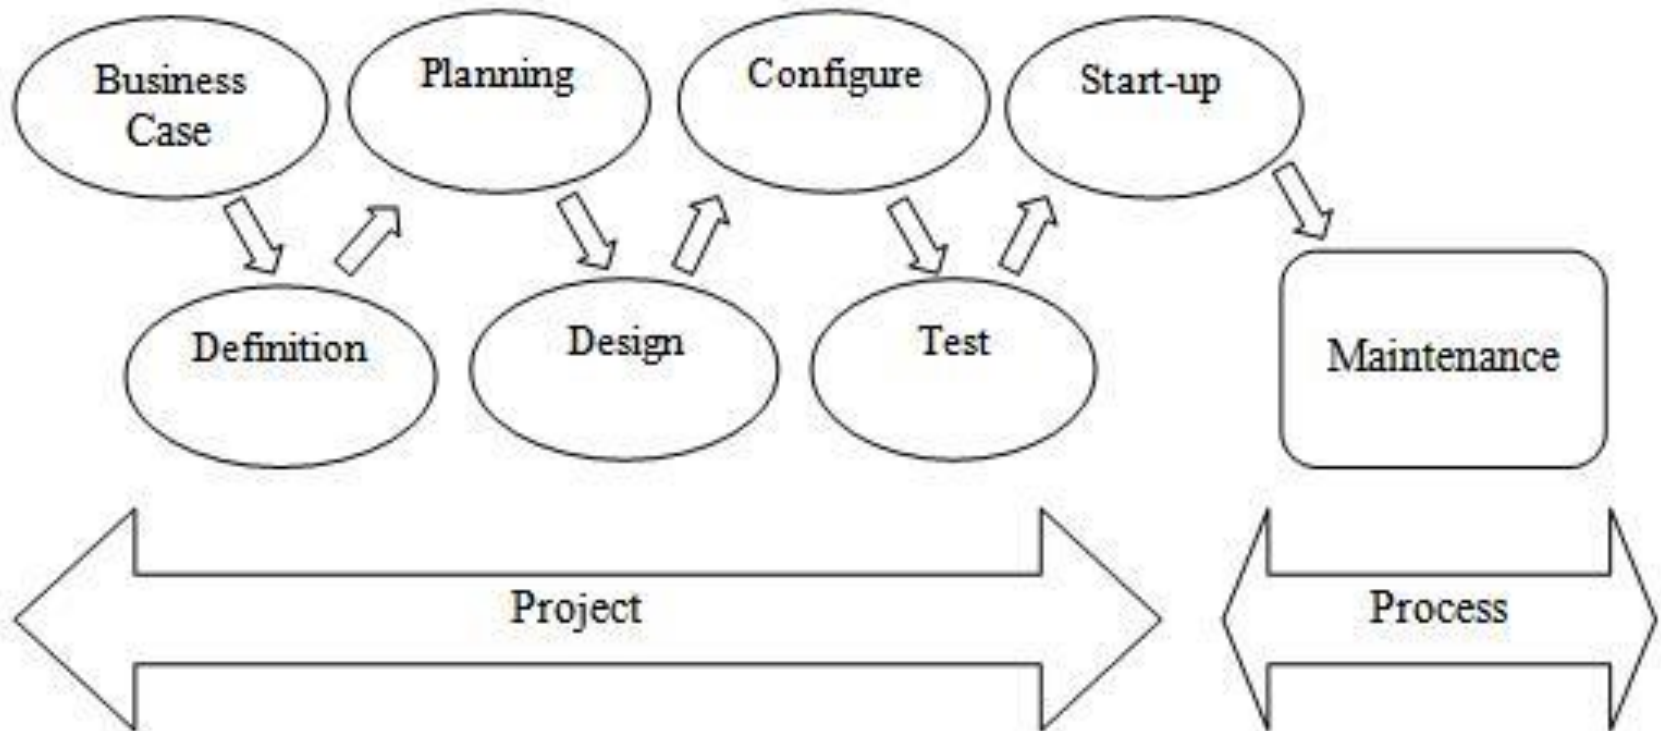 Business
Case
Planning
Configure
Start-up
Definition
Design
Test
Maintenance
Project
Process